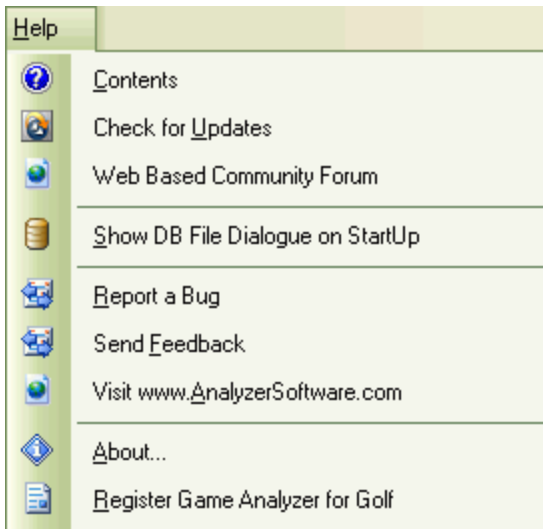 Help
Contents
Check for Updates
Web Based Community Forum
Show DB File Dialogue on StartUp
Report a Bug
Send Feedback
Visit www.AnalyzerSoftware.com
About...
Register Game Analyzer for Golf